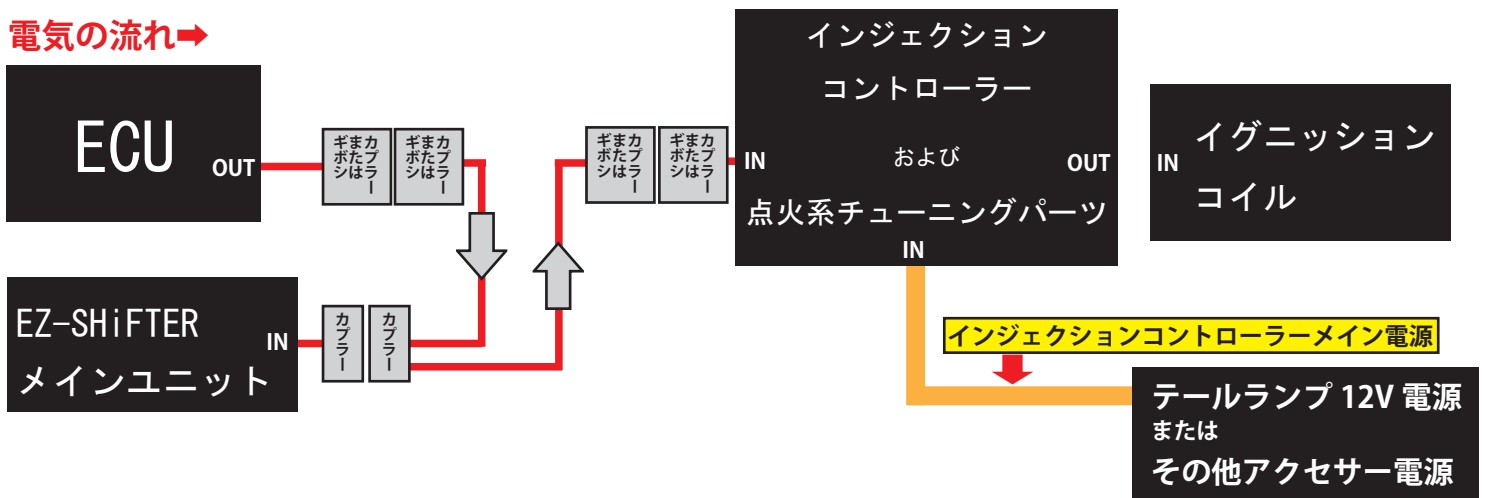 電気の流れ➡
ECU
OUT
カプラー
または
ギボシ
カプラー
または
ギボシ
カプラー
または
ギボシ
カプラー
または
ギボシ
IN
インジェクション
コントローラー
および
点火系チューニングパーツ
OUT
IN
IN
イグニッション
コイル
EZ-SHiFTER
メインユニット
IN
カプラー
カプラー
インジェクションコントローラーメイン電源
テールランプ 12V 電源
または
その他アクセサー電源